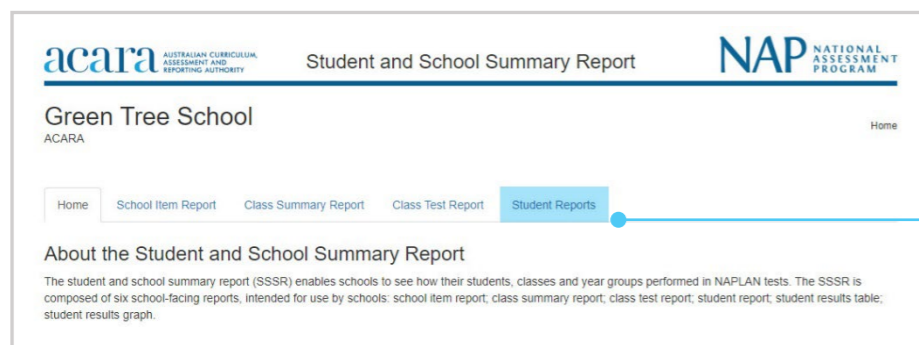 acara AUSTRALIAN CURRICULUM,
ASSESSMENT AND
REPORTING AUTHORITY
Student and School Summary Report
NAP NATIONAL
ASSESSMENT
PROGRAM
Green Tree School
ACARA
Home
Home School Item Report Class Summary Report Class Test Report Student Reports
About the Student and School Summary Report
The student and school summary report (SSSR) enables schools to see how their students, classes and year groups performed in NAPLAN tests. The SSSR is
composed of six school-facing reports, intended for use by schools: school item report; class summary report; class test report; student report; student results table;
student results graph.